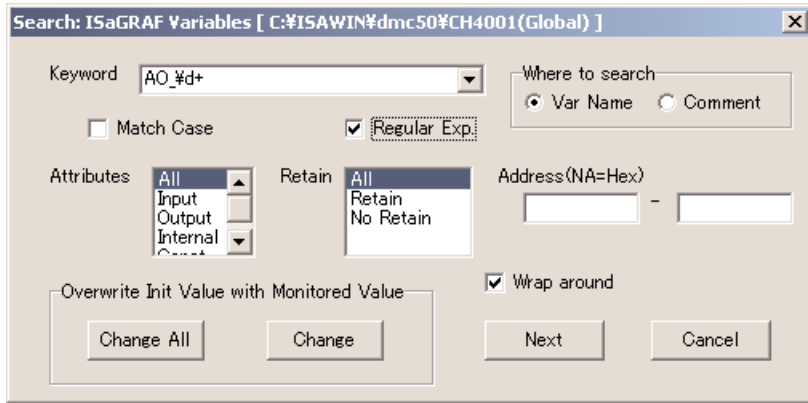 Search: ISaGRAF Variables [ C:¥ISAWIN¥dmc50¥CH4001(Global) ]
Keyword AO_¥d+
Where to search
Var Name Comment
Match Case Regular Exp.
Attributes All Input Output Internal
Retain All Retain No Retain
Address(NA=Hex)
-
Wrap around
Overwrite Init Value with Monitored Value
Change All Change Next Cancel